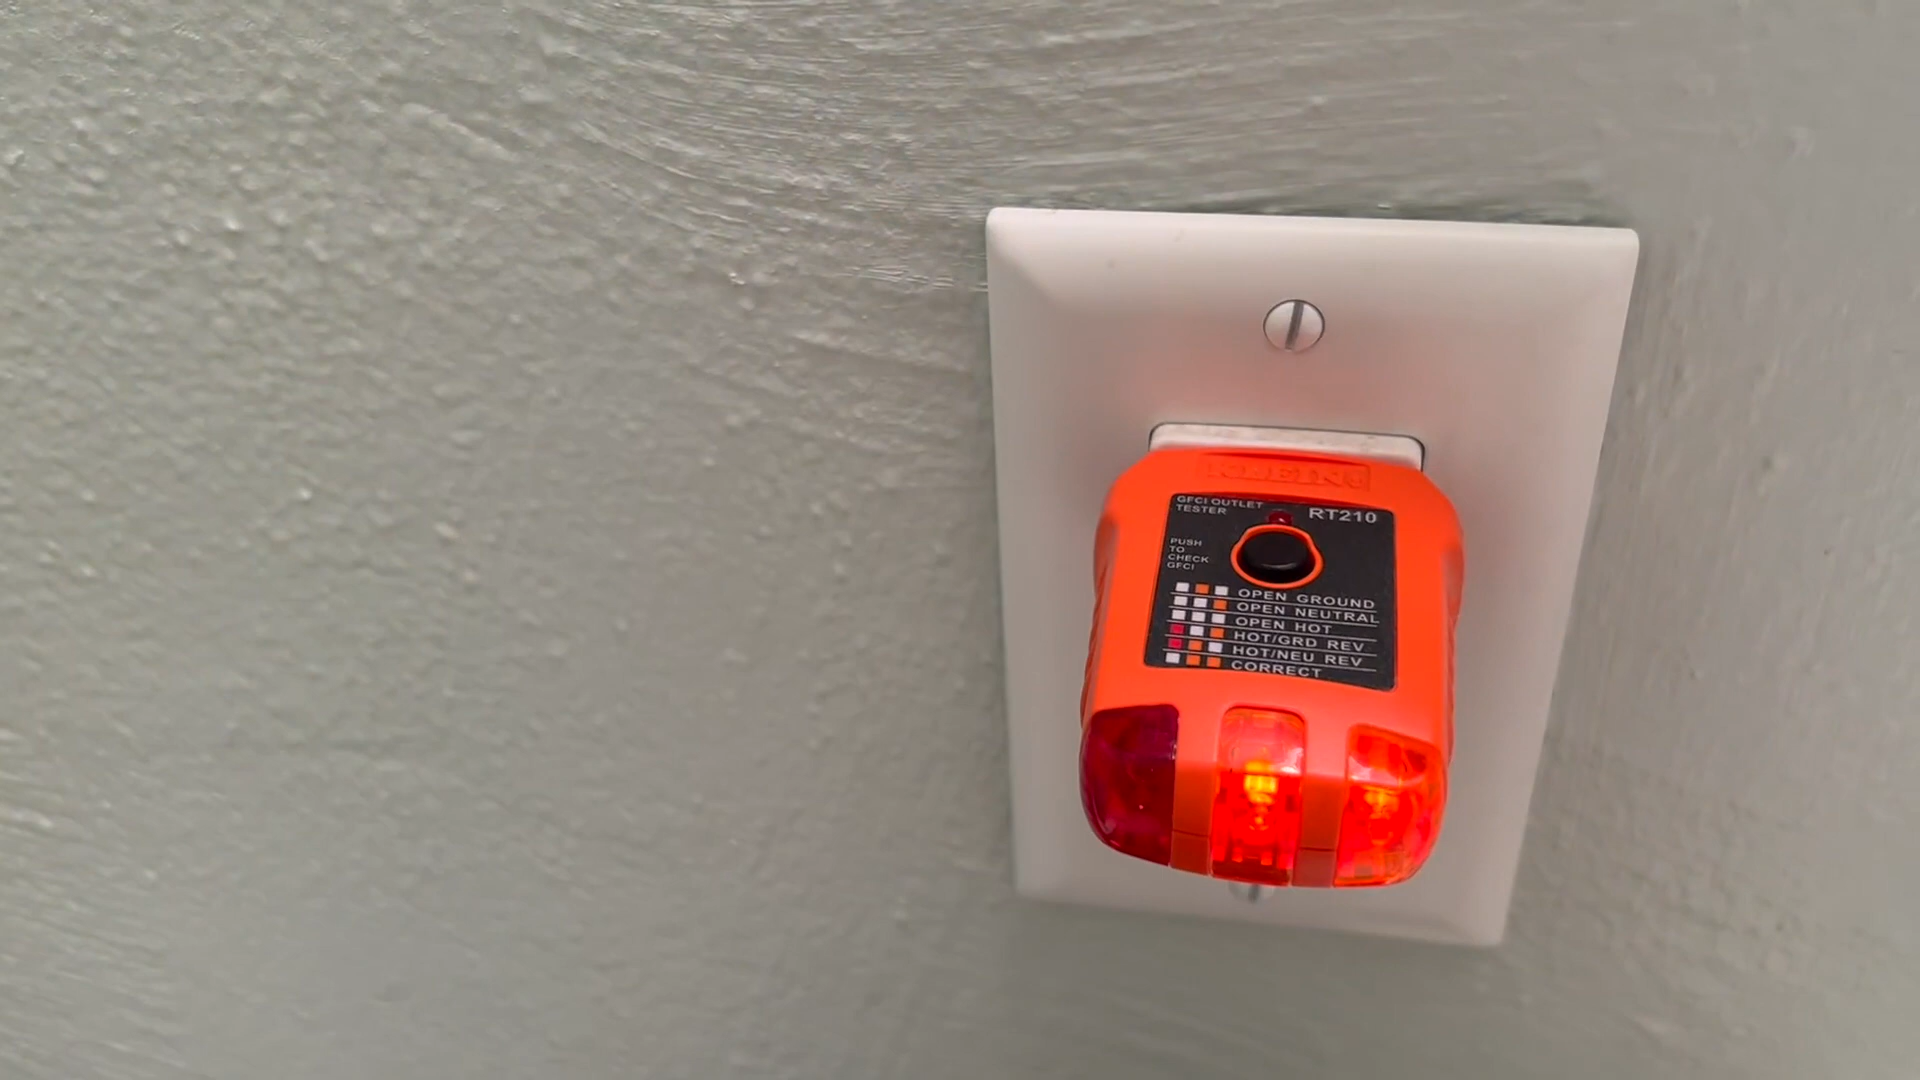 KLEIN
GFCI OUTLET
TESTER
RT210
PUSH
TO
CHECK
GFCI
OPEN GROUND
OPEN NEUTRAL
OPEN HOT
HOT/GRD REV
HOT/NEU REV
CORRECT